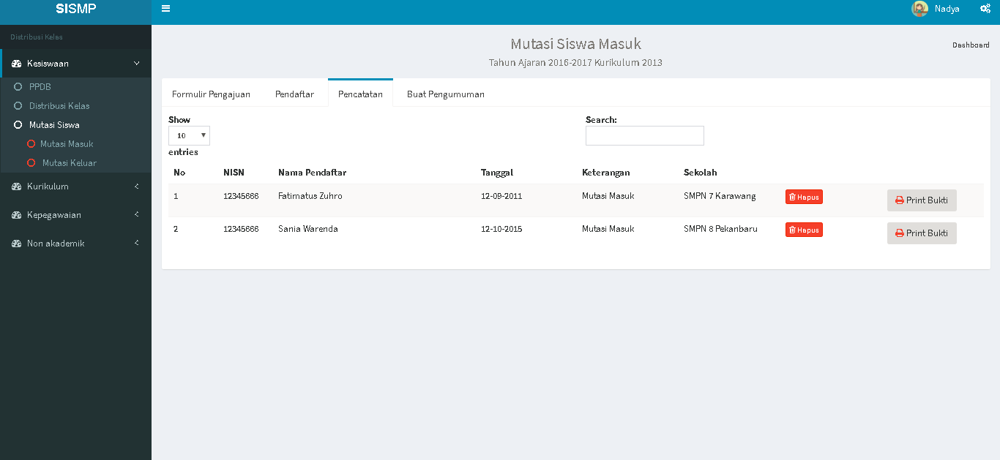 SISMP
Nadya
Distribusi Kelas
Kesiswaan
PPDB
Distribusi Kelas
Mutasi Siswa
Mutasi Masuk
Mutasi Keluar
Kurikulum
Kepegawaian
Non akademik
Mutasi Siswa Masuk
Tahun Ajaran 2016-2017 Kurikulum 2013
Dashboard
Formulir Pengajuan Pendaftar Pencatatan Buat Pengumuman
Show
10
entries
Search:
No NISN Nama Pendaftar Tanggal Keterangan Sekolah
1 12345666 Fatimatus Zuhro 12-09-2011 Mutasi Masuk SMPN 7 Karawang Hapus Print Bukti
2 12345666 Sania Warenda 12-10-2015 Mutasi Masuk SMPN 8 Pekanbaru Hapus Print Bukti